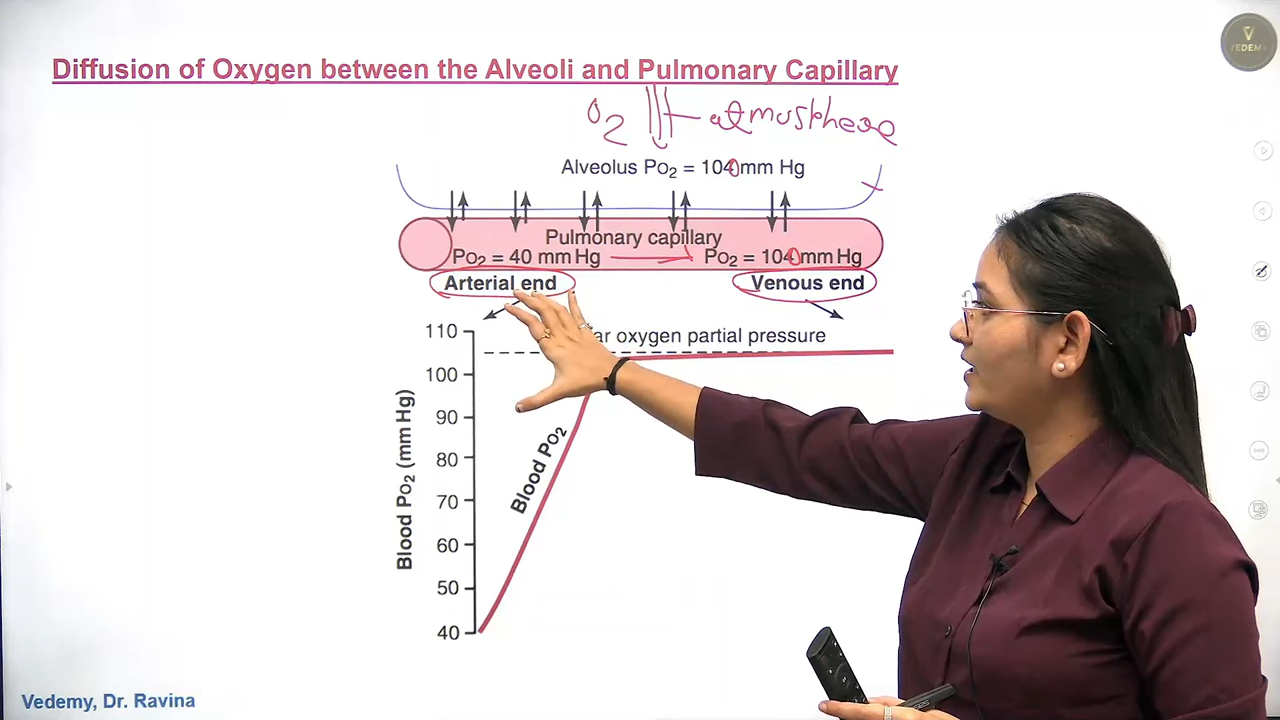 Diffusion of Oxygen between the Alveoli and Pulmonary Capillary
VEDEMY
O2 atmosphere
Alveolus Po2 = 104 mm Hg
Pulmonary capillary
Po2 = 40 mm Hg Po2 = 104 mm Hg
Arterial end Venous end
ar oxygen partial pressure
110
100
90
80
70
60
50
40
Blood Po2 (mm Hg)
Blood Po2
Vedemy, Dr. Ravina